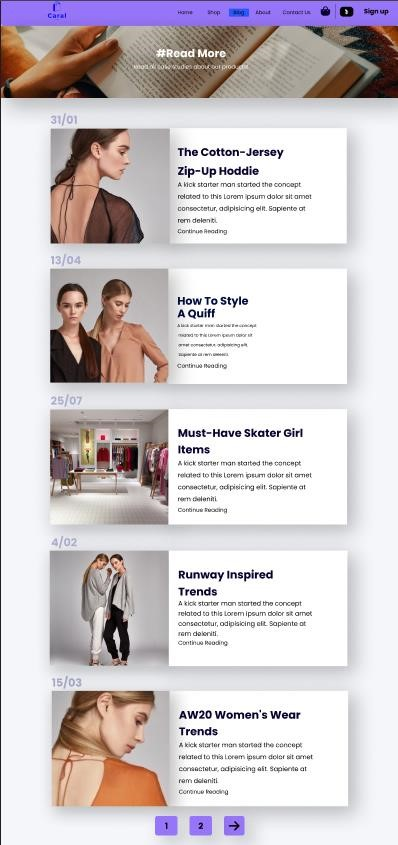 Caral
Home Shop Blog About Contact Us Sign up
#Read More
Read all case studies about our products!
31/01
The Cotton-Jersey
Zip-Up Hoddie
A kick starter man started the concept
related to this Lorem ipsum dolor sit amet
consectetur, adipisicing elit. Sapiente at
rem deleniti.
Continue Reading
13/04
How To Style
A Quiff
A kick starter man started the concept
related to this Lorem ipsum dolor sit
amet consectetur, adipisicing elit.
Sapiente at rem deleniti.
Continue Reading
25/07
Must-Have Skater Girl
Items
A kick starter man started the concept
related to this Lorem ipsum dolor sit amet
consectetur, adipisicing elit. Sapiente at
rem deleniti.
Continue Reading
4/02
Runway Inspired
Trends
A kick starter man started the concept
related to this Lorem ipsum dolor sit amet
consectetur, adipisicing elit. Sapiente at
rem deleniti.
Continue Reading
15/03
AW20 Women's Wear
Trends
A kick starter man started the concept
related to this Lorem ipsum dolor sit amet
consectetur, adipisicing elit. Sapiente at
rem deleniti.
Continue Reading
1 2